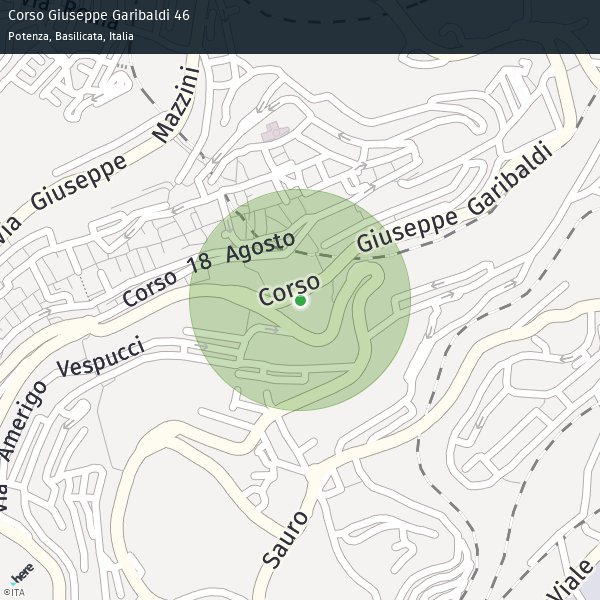 Corso Giuseppe Garibaldi 46
Potenza, Basilicata, Italia
Via Giuseppe Mazzini
Corso Giuseppe Garibaldi
Corso 18 Agosto
Via Amerigo Vespucci
Sauro
Viale
here
©ITA